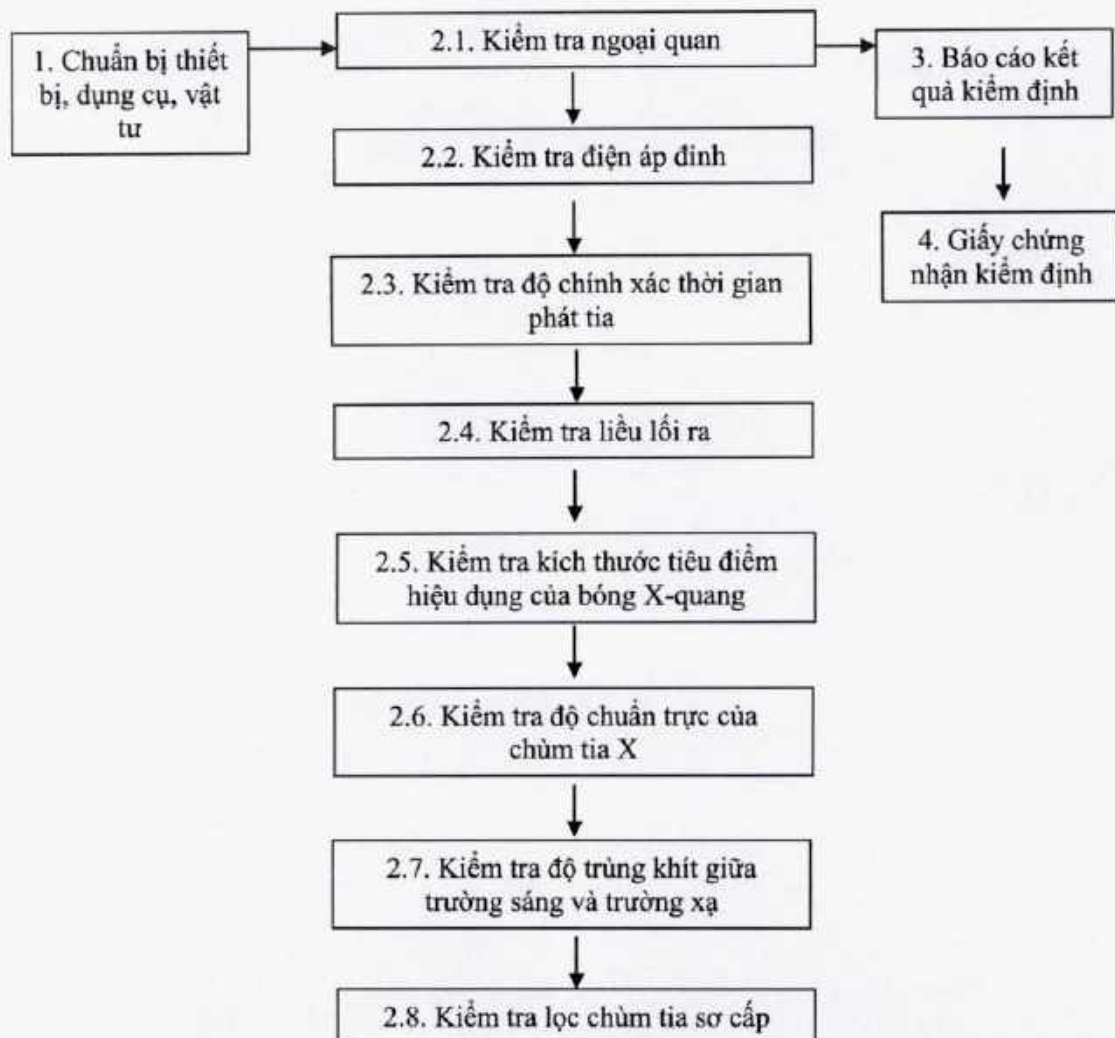 1. Chuẩn bị thiết
bị, dụng cụ, vật
tư
2.1. Kiểm tra ngoại quan
2.2. Kiểm tra điện áp đỉnh
2.3. Kiểm tra độ chính xác thời gian
phát tia
2.4. Kiểm tra liều lối ra
2.5. Kiểm tra kích thước tiêu điểm
hiệu dụng của bóng X-quang
2.6. Kiểm tra độ chuẩn trực của
chùm tia X
2.7. Kiểm tra độ trùng khít giữa
trường sáng và trường xạ
2.8. Kiểm tra lọc chùm tia sơ cấp
3. Báo cáo kết
quả kiểm định
4. Giấy chứng
nhận kiểm định